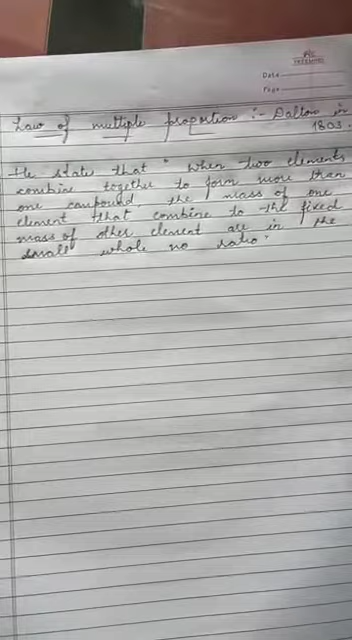 Date
Page
Law of multiple proportion :- Dalton in
1803.
He state that " when two elements
combine together to form more than
one compound, the mass of one
element that combine to the fixed
mass of other element are in the
small whole no ratio"